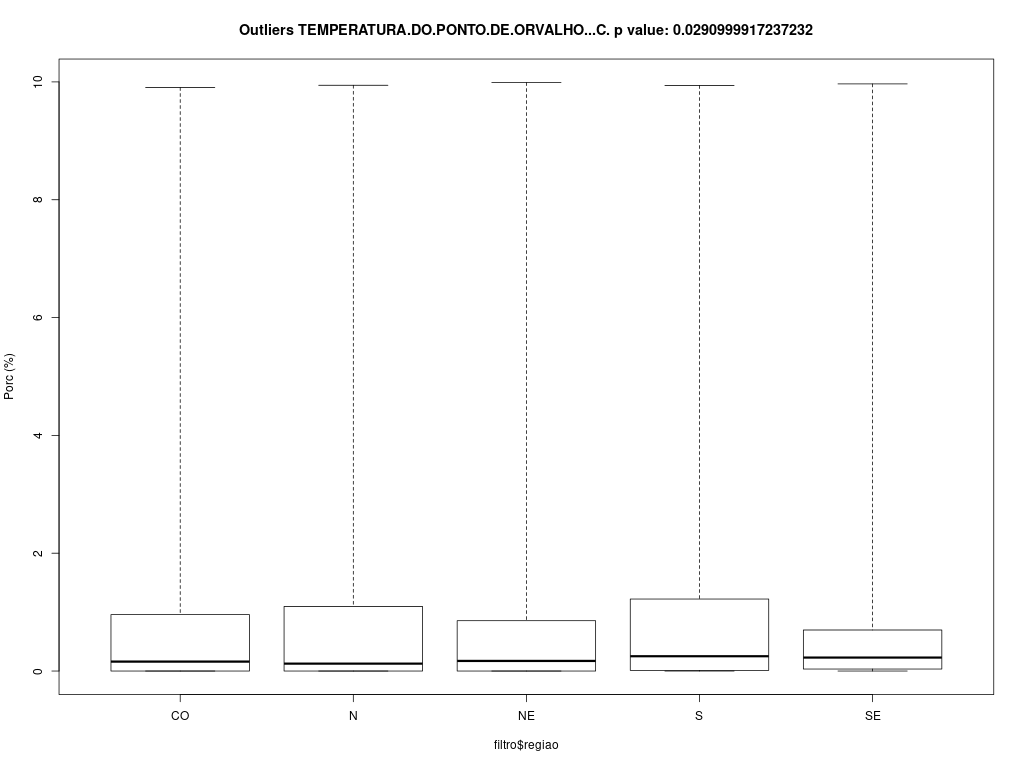 Outliers TEMPERATURA.DO.PONTO.DE.ORVALHO...C. p value: 0.0290999917237232
10
8
6
4
2
0
Porc (%)
CO N NE S SE
filtro$regiao